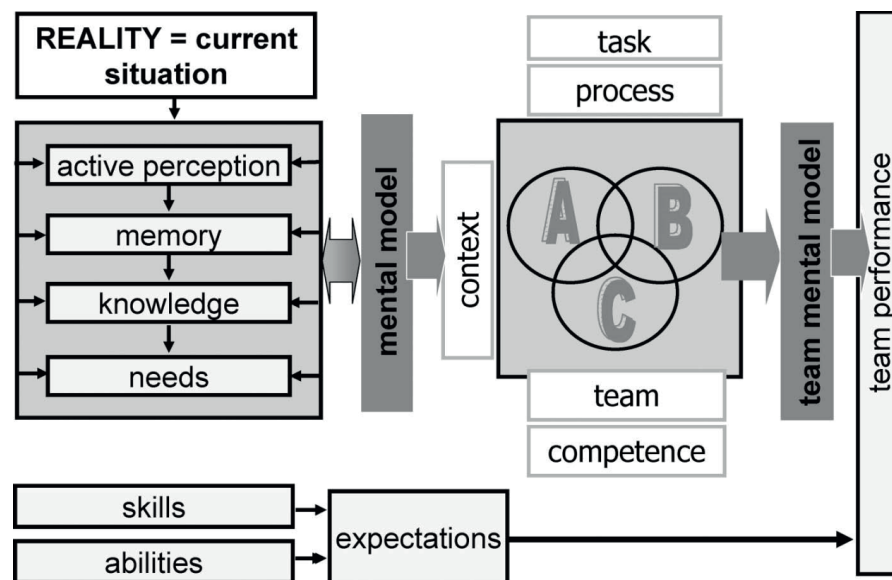 REALITY = current
situation
active perception
memory
knowledge
needs
mental model
context
task
process
A
B
C
team
competence
team mental model
team performance
skills
abilities
expectations